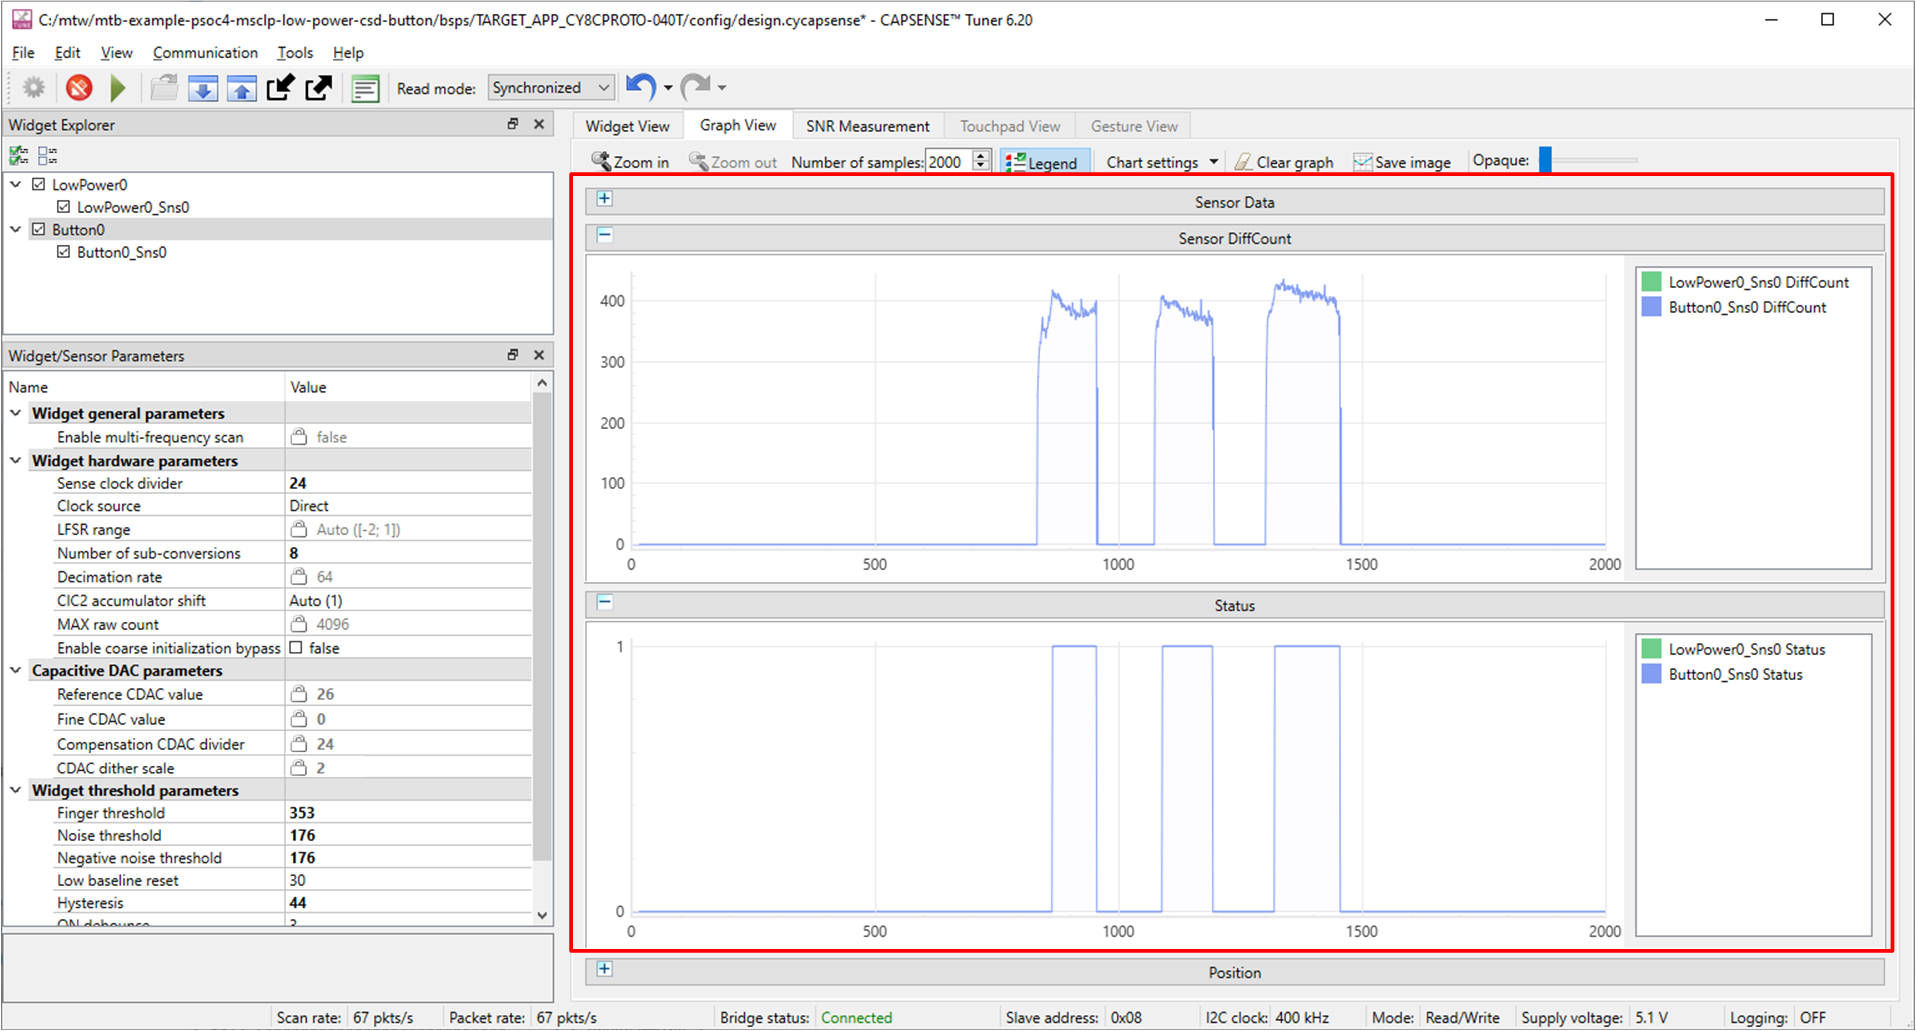 C:/mtw/mtb-example-psoc4-msclp-low-power-csd-button/bsps/TARGET_APP_CY8CPROTO-040T/config/design.cycapsense* - CAPSENSE™ Tuner 6.20
File Edit View Communication Tools Help
Read mode: Synchronized
Widget Explorer
LowPower0
LowPower0_Sns0
Button0
Button0_Sns0
Widget/Sensor Parameters
Name Value
Widget general parameters
Enable multi-frequency scan false
Widget hardware parameters
Sense clock divider 24
Clock source Direct
LFSR range Auto ([-2; 1])
Number of sub-conversions 8
Decimation rate 64
CIC2 accumulator shift Auto (1)
MAX raw count 4096
Enable coarse initialization bypass false
Capacitive DAC parameters
Reference CDAC value 26
Fine CDAC value 0
Compensation CDAC divider 24
CDAC dither scale 2
Widget threshold parameters
Finger threshold 353
Noise threshold 176
Negative noise threshold 176
Low baseline reset 30
Hysteresis 44
ON debounce 3
Widget View Graph View SNR Measurement Touchpad View Gesture View
Zoom in Zoom out Number of samples: 2000 Legend Chart settings Clear graph Save image Opaque:
Sensor Data
Sensor DiffCount
400
300
200
100
0
0 500 1000 1500 2000
LowPower0_Sns0 DiffCount
Button0_Sns0 DiffCount
Status
1
0
0 500 1000 1500 2000
LowPower0_Sns0 Status
Button0_Sns0 Status
Position
Scan rate: 67 pkts/s Packet rate: 67 pkts/s Bridge status: Connected Slave address: 0x08 I2C clock: 400 kHz Mode: Read/Write Supply voltage: 5.1 V Logging: OFF